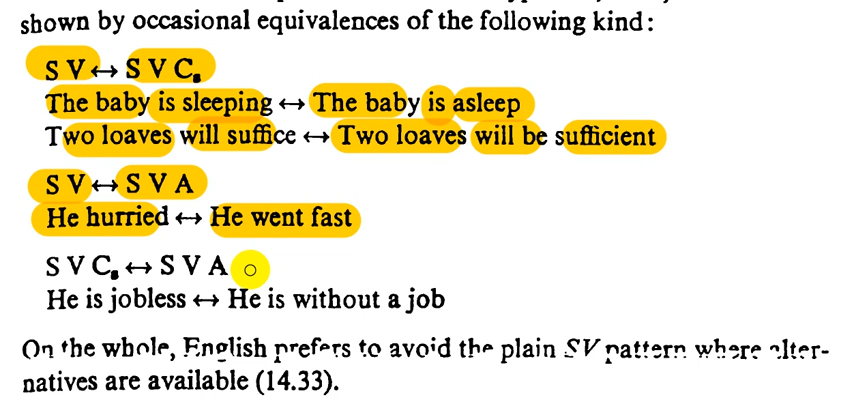 shown by occasional equivalences of the following kind:
S V ↔ S V Cₛ
The baby is sleeping ↔ The baby is asleep
Two loaves will suffice ↔ Two loaves will be sufficient
S V ↔ S V A
He hurried ↔ He went fast
S V Cₛ ↔ S V A
He is jobless ↔ He is without a job
On the whole, English prefers to avoid the plain SV pattern where alter-
natives are available (14.33).